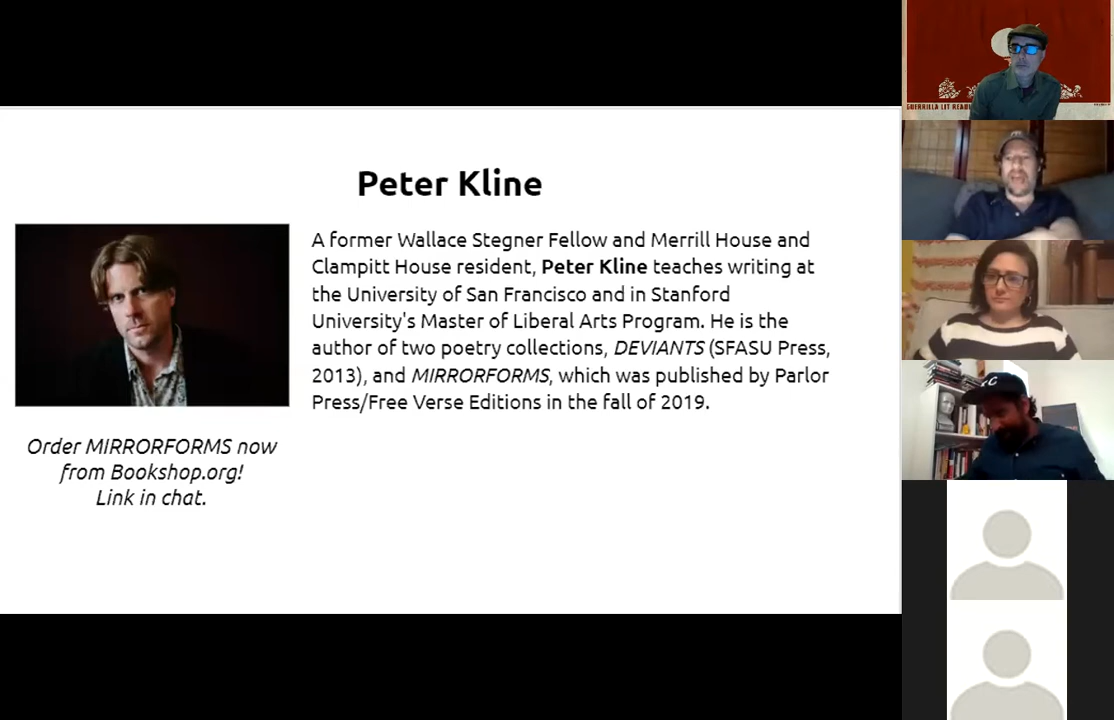 Peter Kline
A former Wallace Stegner Fellow and Merrill House and
Clampitt House resident, Peter Kline teaches writing at
the University of San Francisco and in Stanford
University's Master of Liberal Arts Program. He is the
author of two poetry collections, DEVIANTS (SFASU Press,
2013), and MIRRORFORMS, which was published by Parlor
Press/Free Verse Editions in the fall of 2019.
Order MIRRORFORMS now
from Bookshop.org!
Link in chat.
GUERRILLA LIT